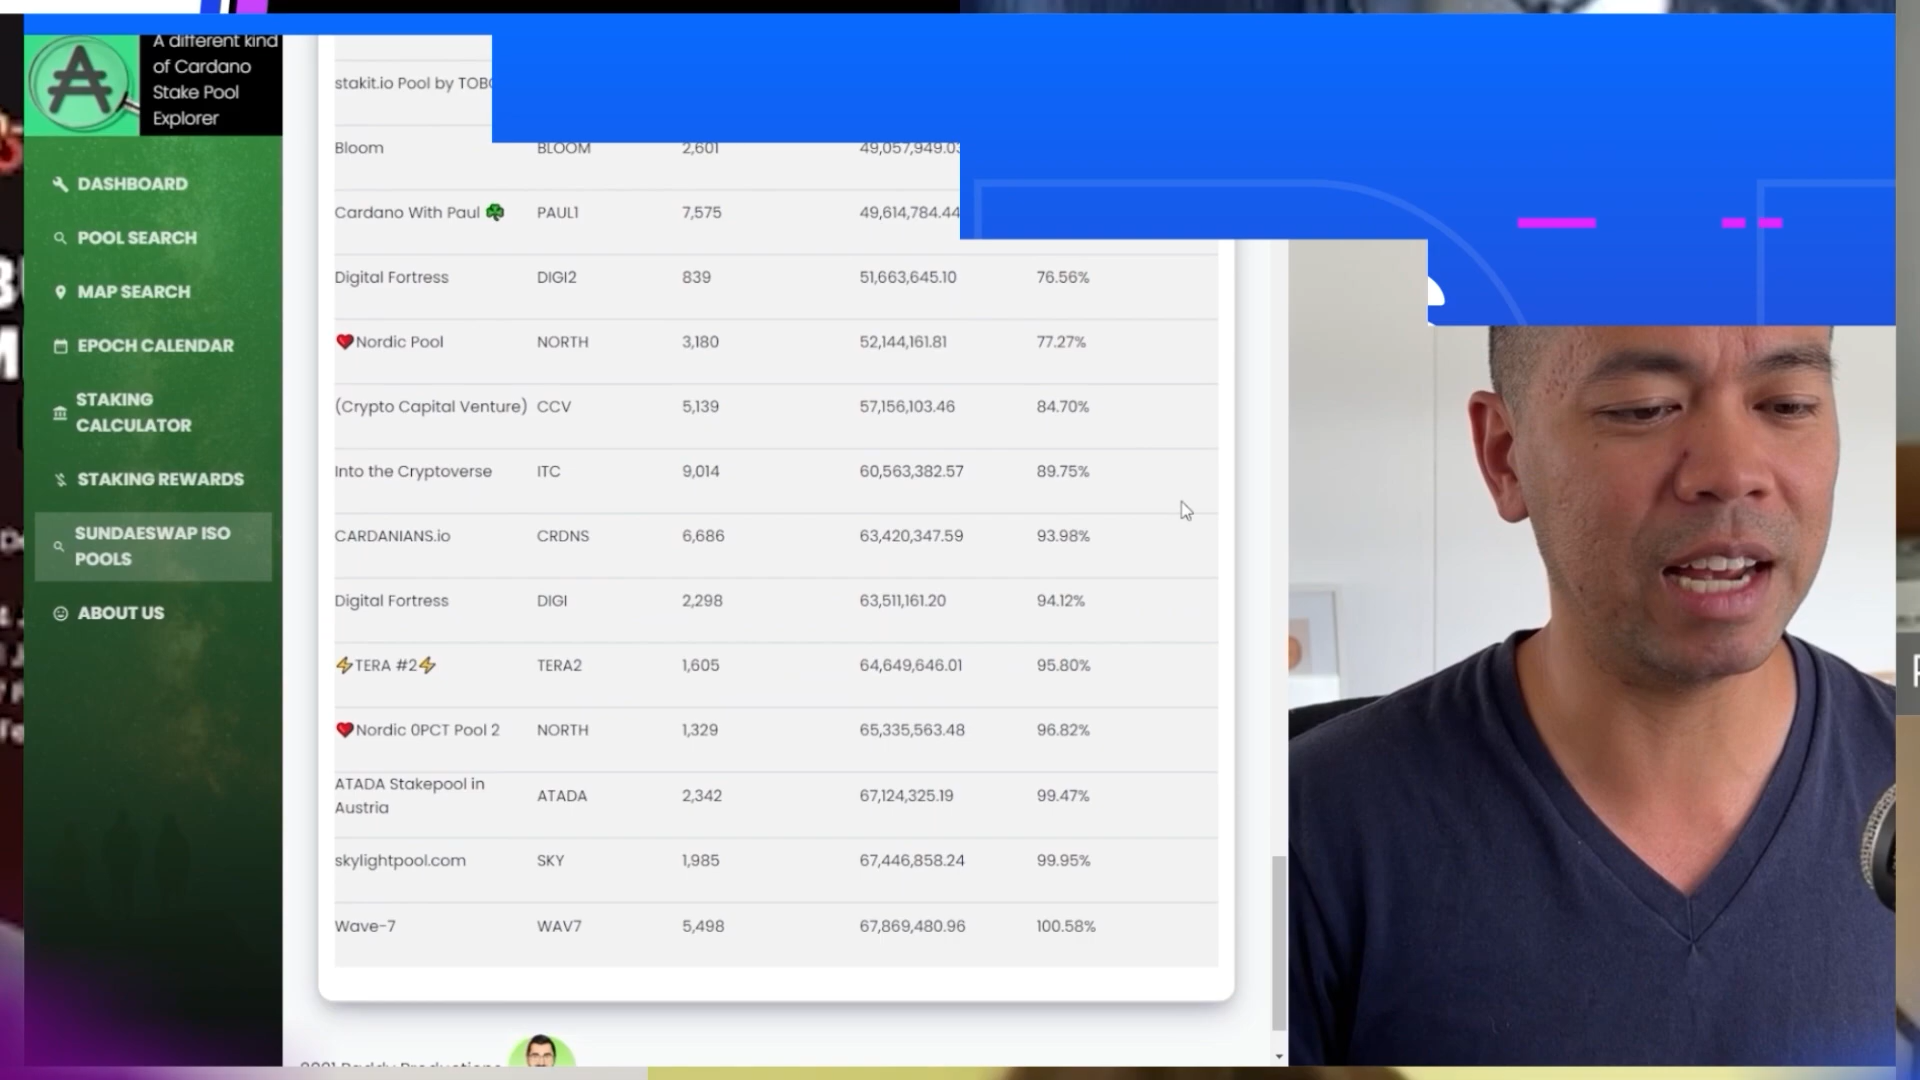 A different kind
of Cardano
Stake Pool
Explorer
DASHBOARD
POOL SEARCH
MAP SEARCH
EPOCH CALENDAR
STAKING
CALCULATOR
STAKING REWARDS
SUNDAESWAP ISO
POOLS
ABOUT US
stakit.io Pool by
Bloom BLOOM 2,601 49,057,949.03
Cardano With Paul ☘️ PAUL1 7,575 49,614,784.44
Digital Fortress DIGI2 839 51,663,645.10 76.56%
❤️Nordic Pool NORTH 3,180 52,144,161.81 77.27%
(Crypto Capital Venture) CCV 5,139 57,156,103.46 84.70%
Into the Cryptoverse ITC 9,014 60,563,382.57 89.75%
CARDANIANS.io CRDNS 6,686 63,420,347.59 93.98%
Digital Fortress DIGI 2,298 63,511,161.20 94.12%
⚡TERA #2⚡ TERA2 1,605 64,649,646.01 95.80%
❤️Nordic 0PCT Pool 2 NORTH 1,329 65,335,563.48 96.82%
ATADA Stakepool in
Austria ATADA 2,342 67,124,325.19 99.47%
skylightpool.com SKY 1,985 67,446,858.24 99.95%
Wave-7 WAV7 5,498 67,869,480.96 100.58%